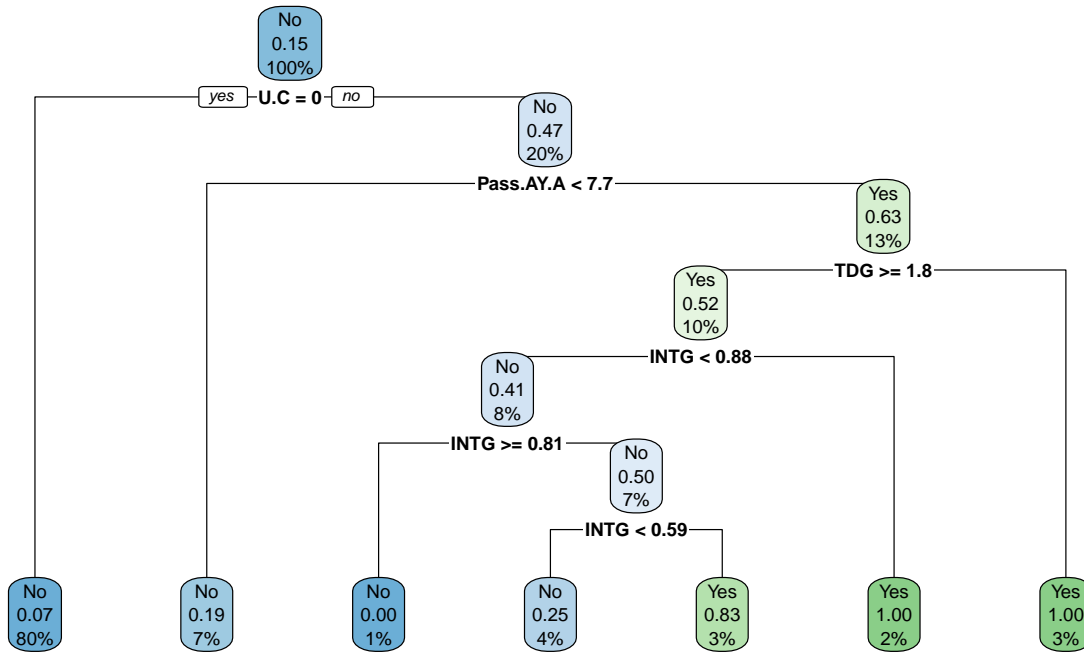 No
0.15
100%
yes U.C = 0 no
No
0.47
20%
Pass.AY.A < 7.7
Yes
0.63
13%
TDG >= 1.8
Yes
0.52
10%
INTG < 0.88
No
0.41
8%
INTG >= 0.81
No
0.50
7%
INTG < 0.59
No
0.07
80%
No
0.19
7%
No
0.00
1%
No
0.25
4%
Yes
0.83
3%
Yes
1.00
2%
Yes
1.00
3%